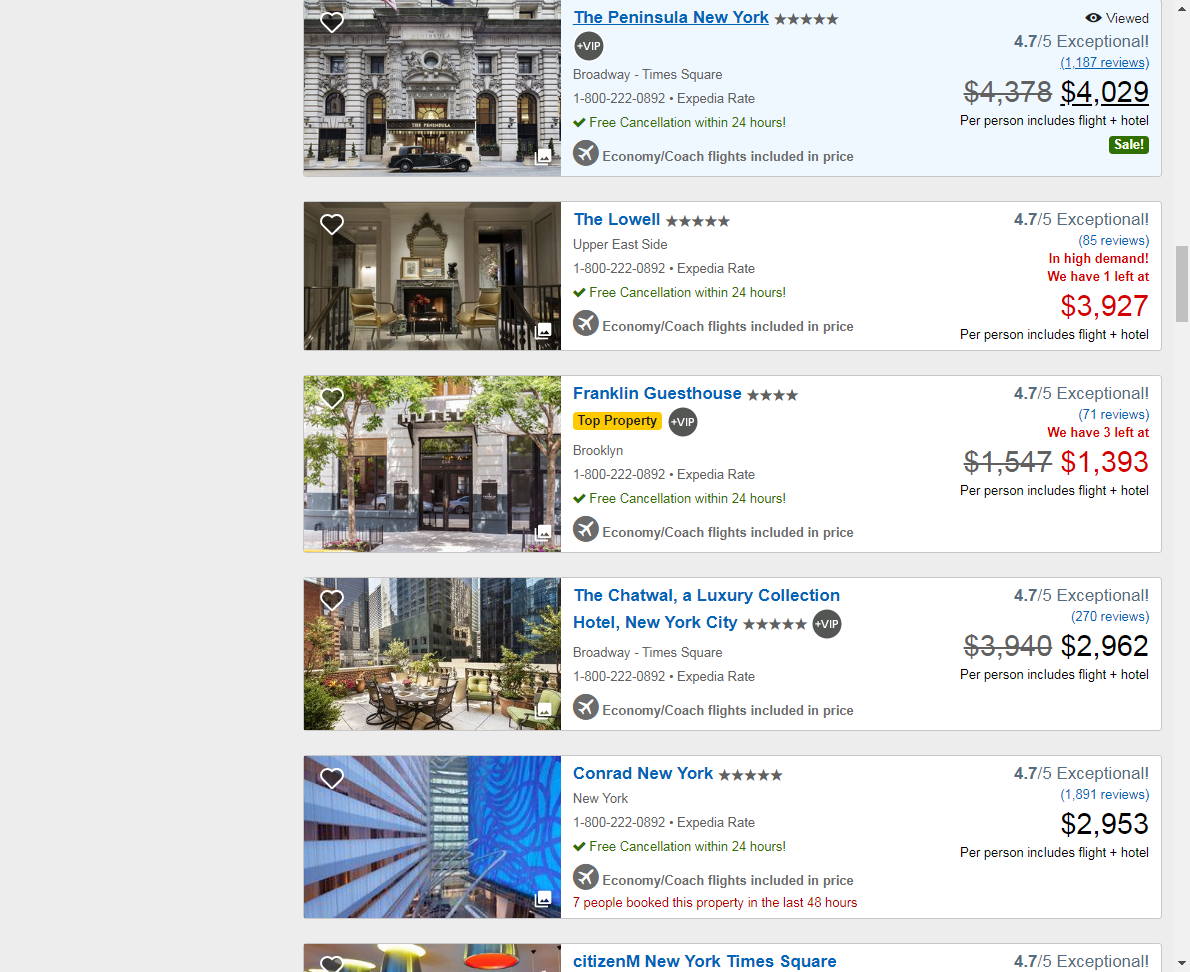 The Peninsula New York
+VIP
Broadway - Times Square
1-800-222-0892 • Expedia Rate
Free Cancellation within 24 hours!
Economy/Coach flights included in price
Viewed
4.7/5 Exceptional!
(1,187 reviews)
$4,378 $4,029
Per person includes flight + hotel
Sale!
THE PENINSULA
The Lowell
Upper East Side
1-800-222-0892 • Expedia Rate
Free Cancellation within 24 hours!
Economy/Coach flights included in price
4.7/5 Exceptional!
(85 reviews)
In high demand!
We have 1 left at
$3,927
Per person includes flight + hotel
HOTEL
Franklin Guesthouse
Top Property +VIP
Brooklyn
1-800-222-0892 • Expedia Rate
Free Cancellation within 24 hours!
Economy/Coach flights included in price
4.7/5 Exceptional!
(71 reviews)
We have 3 left at
$1,547 $1,393
Per person includes flight + hotel
The Chatwal, a Luxury Collection
Hotel, New York City +VIP
Broadway - Times Square
1-800-222-0892 • Expedia Rate
Economy/Coach flights included in price
4.7/5 Exceptional!
(270 reviews)
$3,940 $2,962
Per person includes flight + hotel
Conrad New York
New York
1-800-222-0892 • Expedia Rate
Free Cancellation within 24 hours!
Economy/Coach flights included in price
7 people booked this property in the last 48 hours
4.7/5 Exceptional!
(1,891 reviews)
$2,953
Per person includes flight + hotel
citizenM New York Times Square
4.7/5 Exceptional!